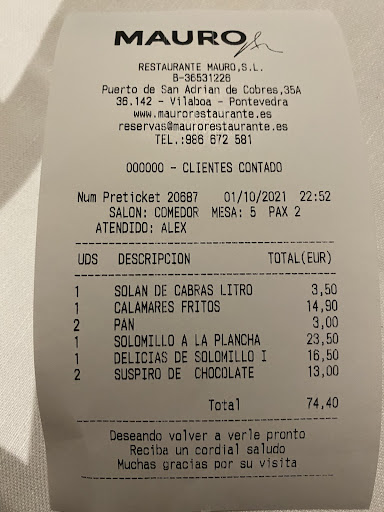 MAURO
RESTAURANTE MAURO,S.L.
B-36531226
Puerto de San Adrian de Cobres,35A
36.142 - Vilaboa - Pontevedra
www.maurorestaurante.es
reservas@maurorestaurante.es
TEL.:986 672 581
000000 - CLIENTES CONTADO
Num Preticket 20687 01/10/2021 22:52
SALON: COMEDOR MESA: 5 PAX 2
ATENDIDO: ALEX
UDS DESCRIPCION TOTAL(EUR)
1 SOLAN DE CABRAS LITRO 3,50
1 CALAMARES FRITOS 14,90
2 PAN 3,00
1 SOLOMILLO A LA PLANCHA 23,50
1 DELICIAS DE SOLOMILLO I 16,50
2 SUSPIRO DE CHOCOLATE 13,00
Total 74,40
Deseando volver a verle pronto
Reciba un cordial saludo
Muchas gracias por su visita